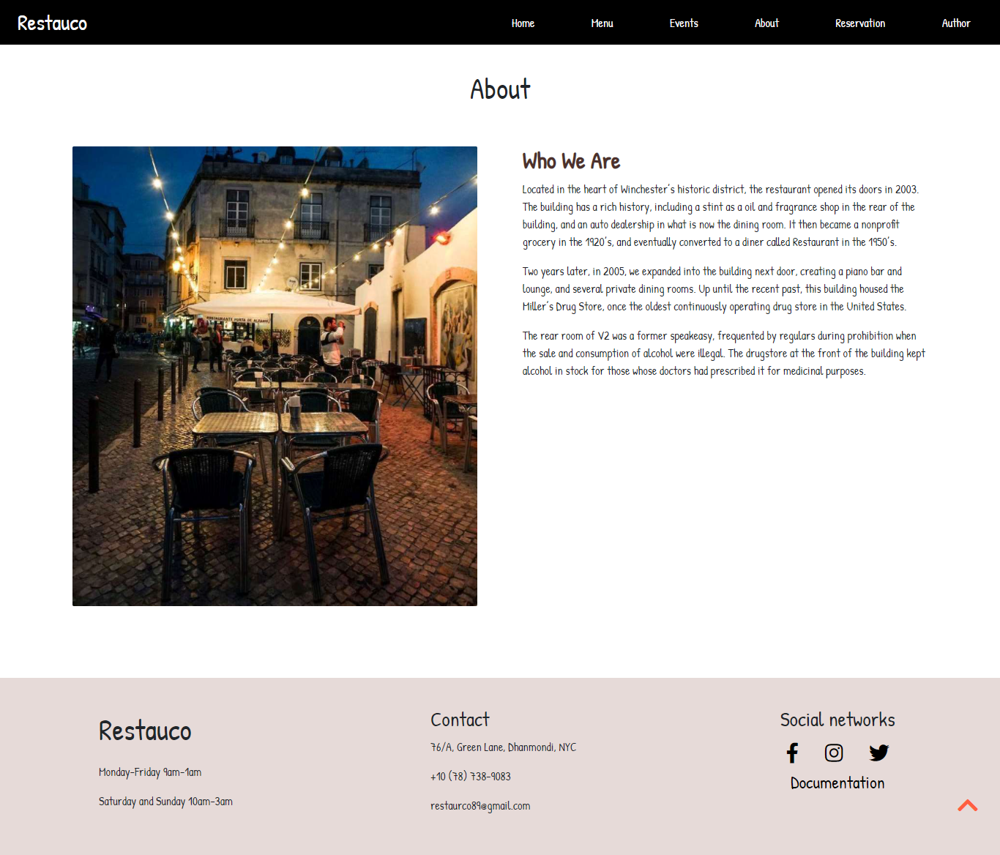 Restauco
Home
Menu
Events
About
Reservation
Author
About
RESTAURANTE PORTA DE ALFAMA
Who We Are
Located in the heart of Winchester's historic district, the restaurant opened its doors in 2003.
The building has a rich history, including a stint as a oil and fragrance shop in the rear of the
building, and an auto dealership in what is now the dining room. It then became a nonprofit
grocery in the 1920's, and eventually converted to a diner called Restaurant in the 1950's.
Two years later, in 2005, we expanded into the building next door, creating a piano bar and
lounge, and several private dining rooms. Up until the recent past, this building housed the
Miller's Drug Store, once the oldest continuously operating drug store in the United States.
The rear room of V2 was a former speakeasy, frequented by regulars during prohibition when
the sale and consumption of alcohol were illegal. The drugstore at the front of the building kept
alcohol in stock for those whose doctors had prescribed it for medicinal purposes.
Restauco
Monday-Friday 9am-1am
Saturday and Sunday 10am-3am
Contact
76/A, Green Lane, Dhanmondi, NYC
+10 (78) 738-9083
restaurco89@gmail.com
Social networks
Documentation